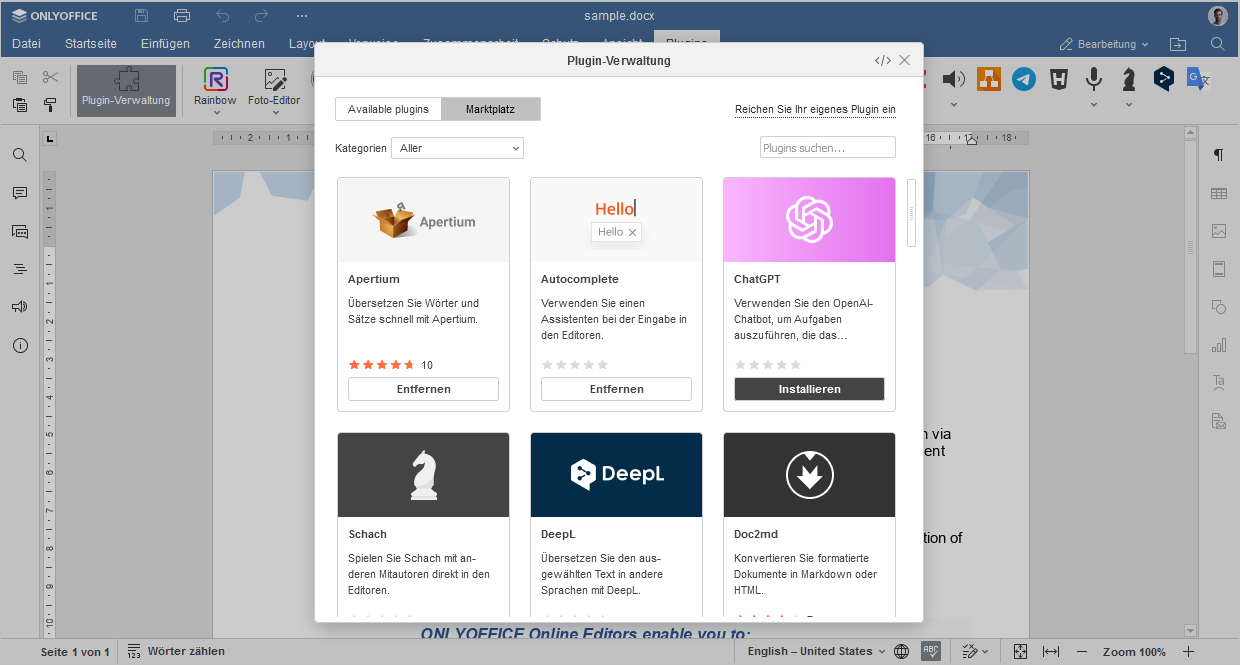 ONLYOFFICE
sample.docx
Datei Startseite Einfügen Zeichnen Layout Verweise Zusammenarbeit Schutz Ansicht Plugins
Bearbeitung
Plugin-Verwaltung
Rainbow
Foto-Editor
Plugin-Verwaltung
Available plugins
Marktplatz
Reichen Sie Ihr eigenes Plugin ein
Kategorien
Aller
Plugins suchen...
Apertium
Apertium
Übersetzen Sie Wörter und
Sätze schnell mit Apertium.
10
Entfernen
Hello
Hello
Autocomplete
Verwenden Sie einen
Assistenten bei der Eingabe in
den Editoren.
Entfernen
ChatGPT
Verwenden Sie den OpenAI-
Chatbot, um Aufgaben
auszuführen, die das...
Installieren
Schach
Spielen Sie Schach mit an-
deren Mitautoren direkt in den
Editoren.
DeepL
DeepL
Übersetzen Sie den aus-
gewählten Text in andere
Sprachen mit DeepL.
Doc2md
Konvertieren Sie formatierte
Dokumente in Markdown oder
HTML.
via
of
ONLYOFFICE Online Editors enable you to:
Seite 1 von 1
Wörter zählen
English – United States
Zoom 100%